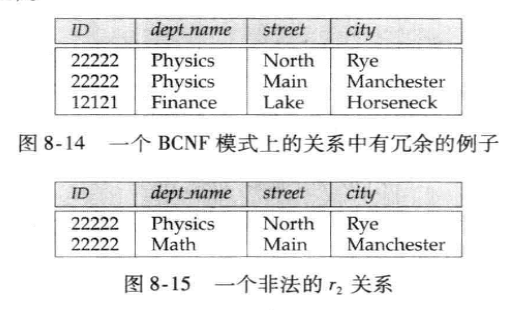 ID dept_name street city
22222 Physics North Rye
22222 Physics Main Manchester
12121 Finance Lake Horseneck
图 8-14 一个 BCNF 模式上的关系中有冗余的例子
ID dept_name street city
22222 Physics North Rye
22222 Math Main Manchester
图 8-15 一个非法的 r₂ 关系